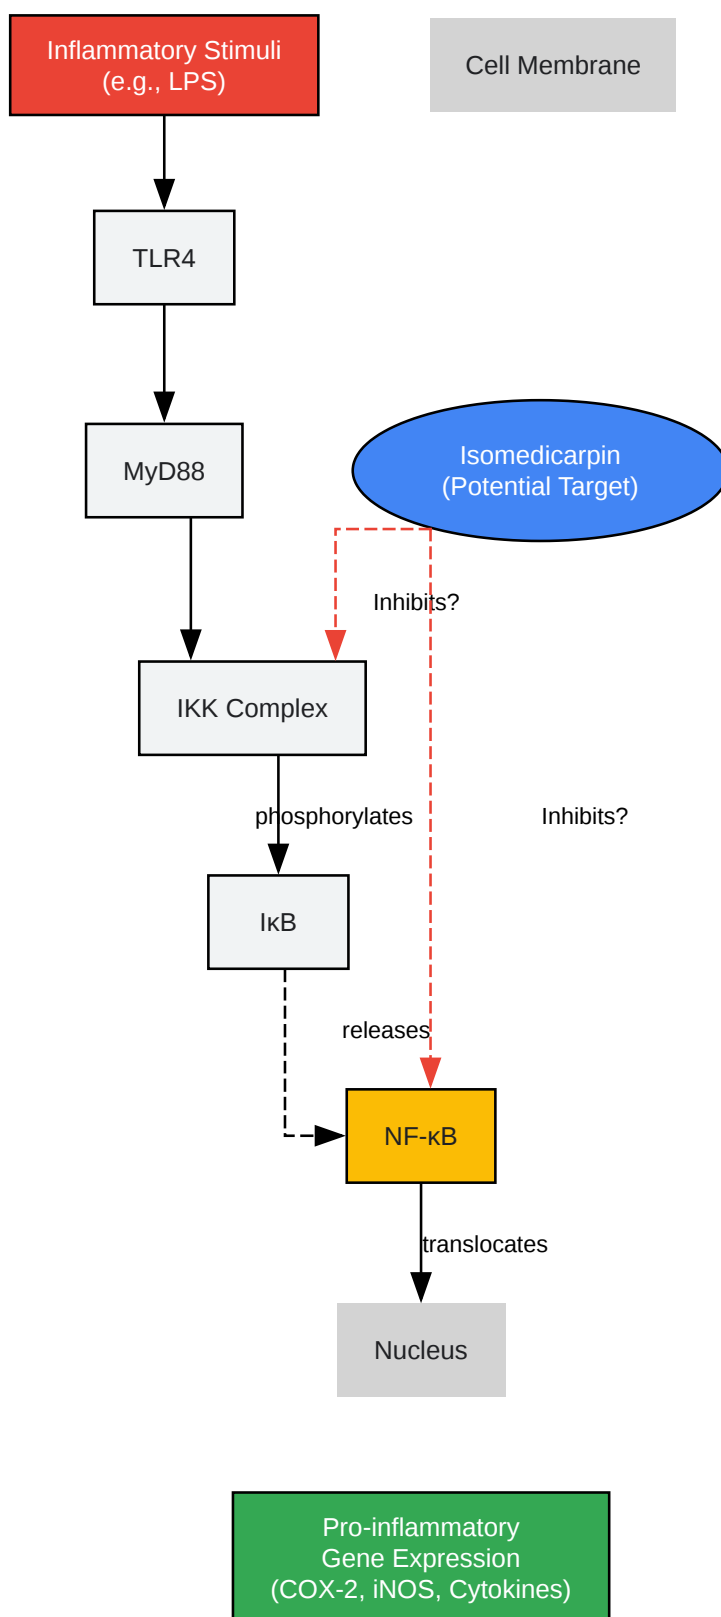 Inflammatory Stimuli
(e.g., LPS)
Cell Membrane
TLR4
MyD88
Isomedicarpin
(Potential Target)
Inhibits?
IKK Complex
phosphorylates
Inhibits?
IκB
releases
NF-κB
translocates
Nucleus
Pro-inflammatory
Gene Expression
(COX-2, iNOS, Cytokines)